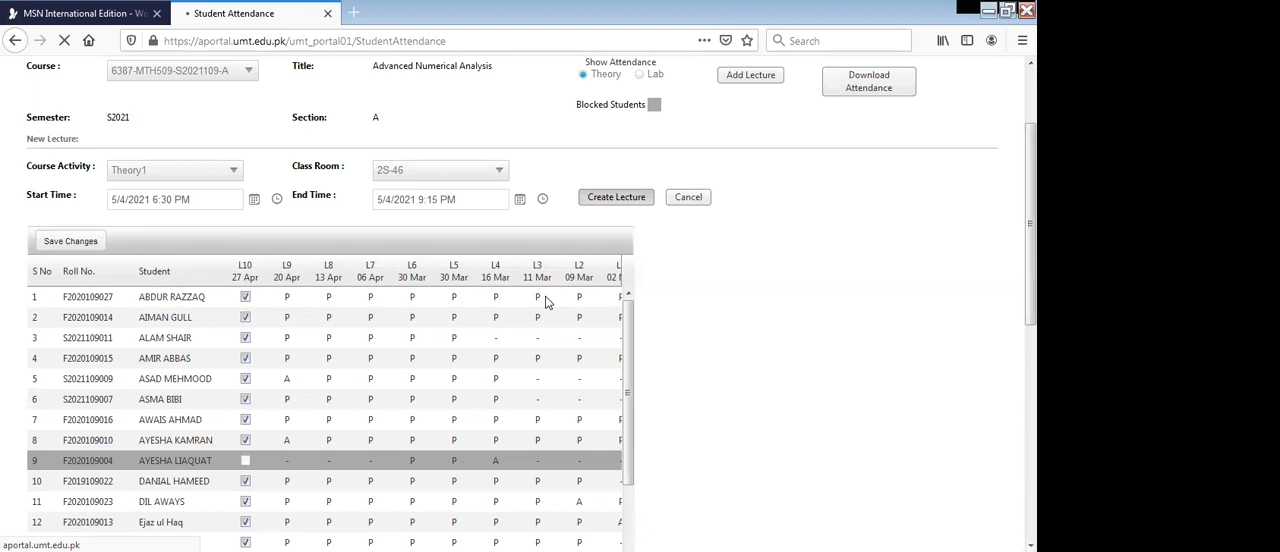 MSN International Edition - Wo
Student Attendance
https://aportal.umt.edu.pk/umt_portal01/StudentAttendance
Search
Course : 6387-MTH509-S2021109-A Title: Advanced Numerical Analysis
Show Attendance
Theory Lab
Add Lecture
Download Attendance
Blocked Students
Semester: S2021 Section: A
New Lecture:
Course Activity : Theory1 Class Room : 2S-46
Start Time : 5/4/2021 6:30 PM End Time : 5/4/2021 9:15 PM Create Lecture Cancel
Save Changes
S No Roll No. Student L10 27 Apr L9 20 Apr L8 13 Apr L7 06 Apr L6 30 Mar L5 30 Mar L4 16 Mar L3 11 Mar L2 09 Mar 02
1 F2020109027 ABDUR RAZZAQ P P P P P P P P
2 F2020109014 AIMAN GULL P P P P P P P P
3 S2021109011 ALAM SHAIR P P P P P - - -
4 F2020109015 AMIR ABBAS P P P P P P P P
5 S2021109009 ASAD MEHMOOD A P P P P P - -
6 S2021109007 ASMA BIBI P P P P P P - -
7 F2020109016 AWAIS AHMAD P P P P P P P P
8 F2020109010 AYESHA KAMRAN A P P P P P P P
9 F2020109004 AYESHA LIAQUAT - - - P P A - -
10 F2019109022 DANIAL HAMEED P P P P P P P P
11 F2020109023 DIL AWAYS P P P P P P P A
12 F2020109013 Ejaz ul Haq P P P P P P P P
P P P P P P P P
aportal.umt.edu.pk